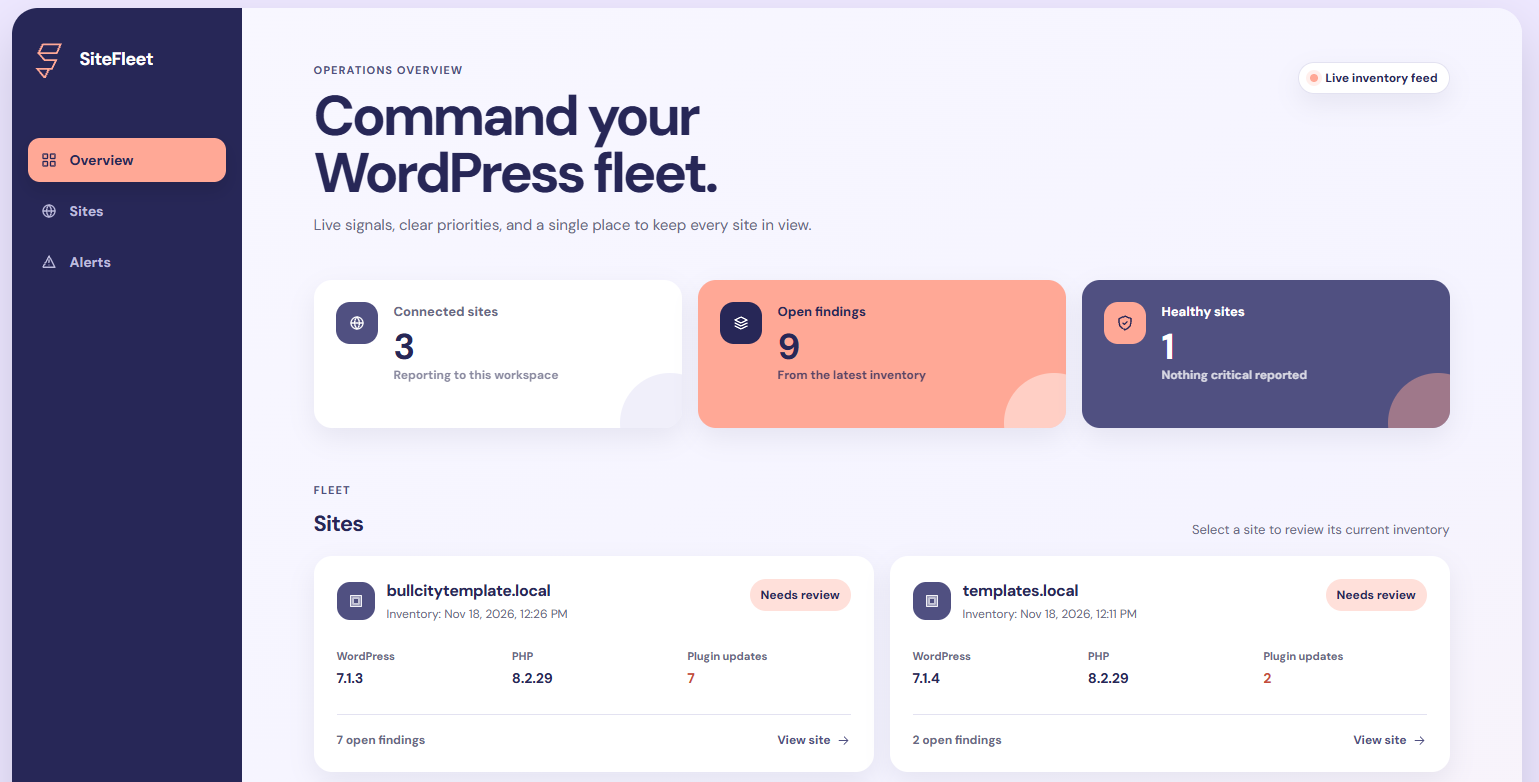 SiteFleet
Overview
Sites
Alerts
OPERATIONS OVERVIEW
Live inventory feed
Command your
WordPress fleet.
Live signals, clear priorities, and a single place to keep every site in view.
Connected sites
3
Reporting to this workspace
Open findings
9
From the latest inventory
Healthy sites
1
Nothing critical reported
FLEET
Sites
Select a site to review its current inventory
bullcitytemplate.local
Needs review
Inventory: Nov 18, 2026, 12:26 PM
WordPress PHP Plugin updates
7.1.3 8.2.29 7
7 open findings View site →
templates.local
Needs review
Inventory: Nov 18, 2026, 12:11 PM
WordPress PHP Plugin updates
7.1.4 8.2.29 2
2 open findings View site →